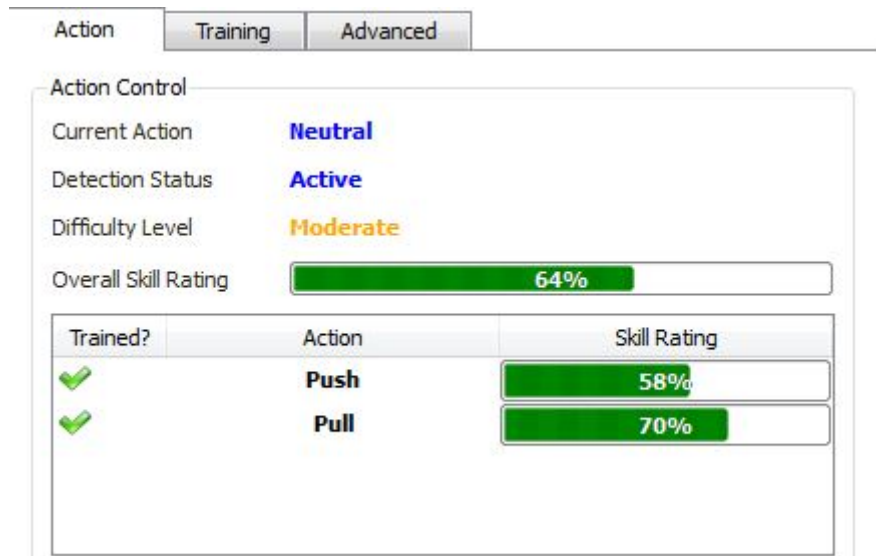 Action Training Advanced
Action Control
Current Action Neutral
Detection Status Active
Difficulty Level Moderate
Overall Skill Rating 64%
Trained? Action Skill Rating
Push 58%
Pull 70%